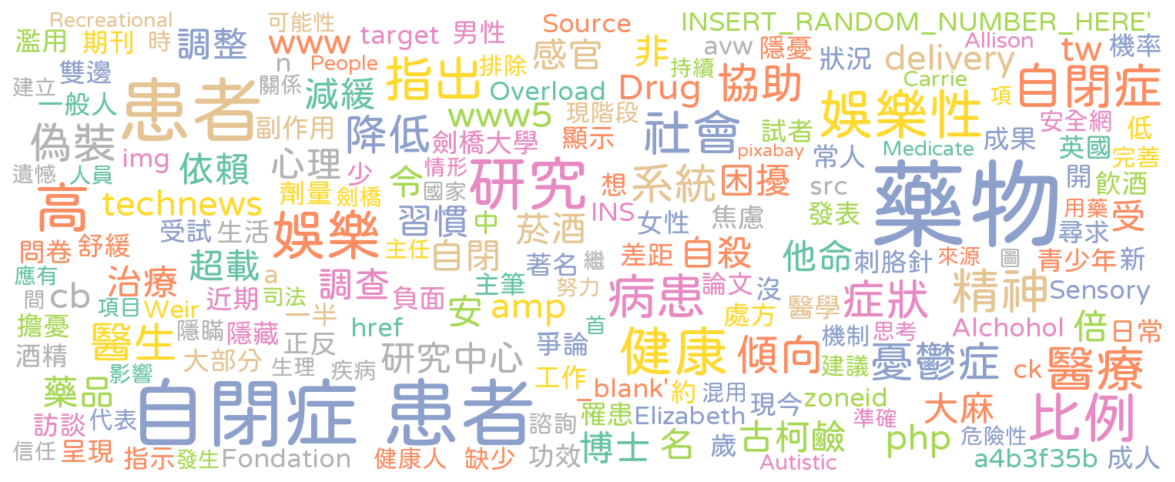 Recreational 可能性 Source INSERT_RANDOM_NUMBER_HERE'
濫用 期刊 時 調整 www target 男性 感官 非 avw 隱憂 Allison tw 機率
雙邊 n People 指出 排除 持續 狀況 delivery
建立 患者 關係 減緩 Overload Drug 協助 Carrie 項 自閉症
一般人 副作用 www5 現階段 娛樂性 安全網 低
偽裝 降低 劍橋大學 顯示 社會 試者 成果 英國
img 依賴 心理 少 情形 研究 pixabay 常人 Medicate 完善
遺憾 人員 劑量 劍橋 令 國家 想 系統 困擾 src 藥物 開 飲酒
高 technews 習慣 中 INS 女性 焦慮 發表 用藥 受
受試 生活 娛樂 菸酒 尋求
問卷 舒緩 主任 自閉 差距 自殺 他命 刺胳針 來源 圖 青少年 新
應有 超載 a 著名 繼
間 cb 治療 調查 主筆 努力 病患 論文 沒 症狀 精神 Sensory
項目 Weir 近期 司法 負面 安 amp 醫學
擔憂 一半 處方 倍
醫生 隱瞞 隱藏 href 首 健康 機制 思考 Alchohol 日常
酒精 大部分 正反 研究中心 爭論 傾向 建議 憂鬱症 醫療
影響 生理 疾病 工作 _blank' 約 混用 ck
藥品 自閉症 患者 罹患 Elizabeth 現今 zoneid 大麻 比例
訪談 代表 諮詢 名 歲 古柯鹼 準確 php 危險性
信任 呈現 指示 發生 Fondation 健康人 缺少 功效 博士 Autistic a4b3f35b 成人